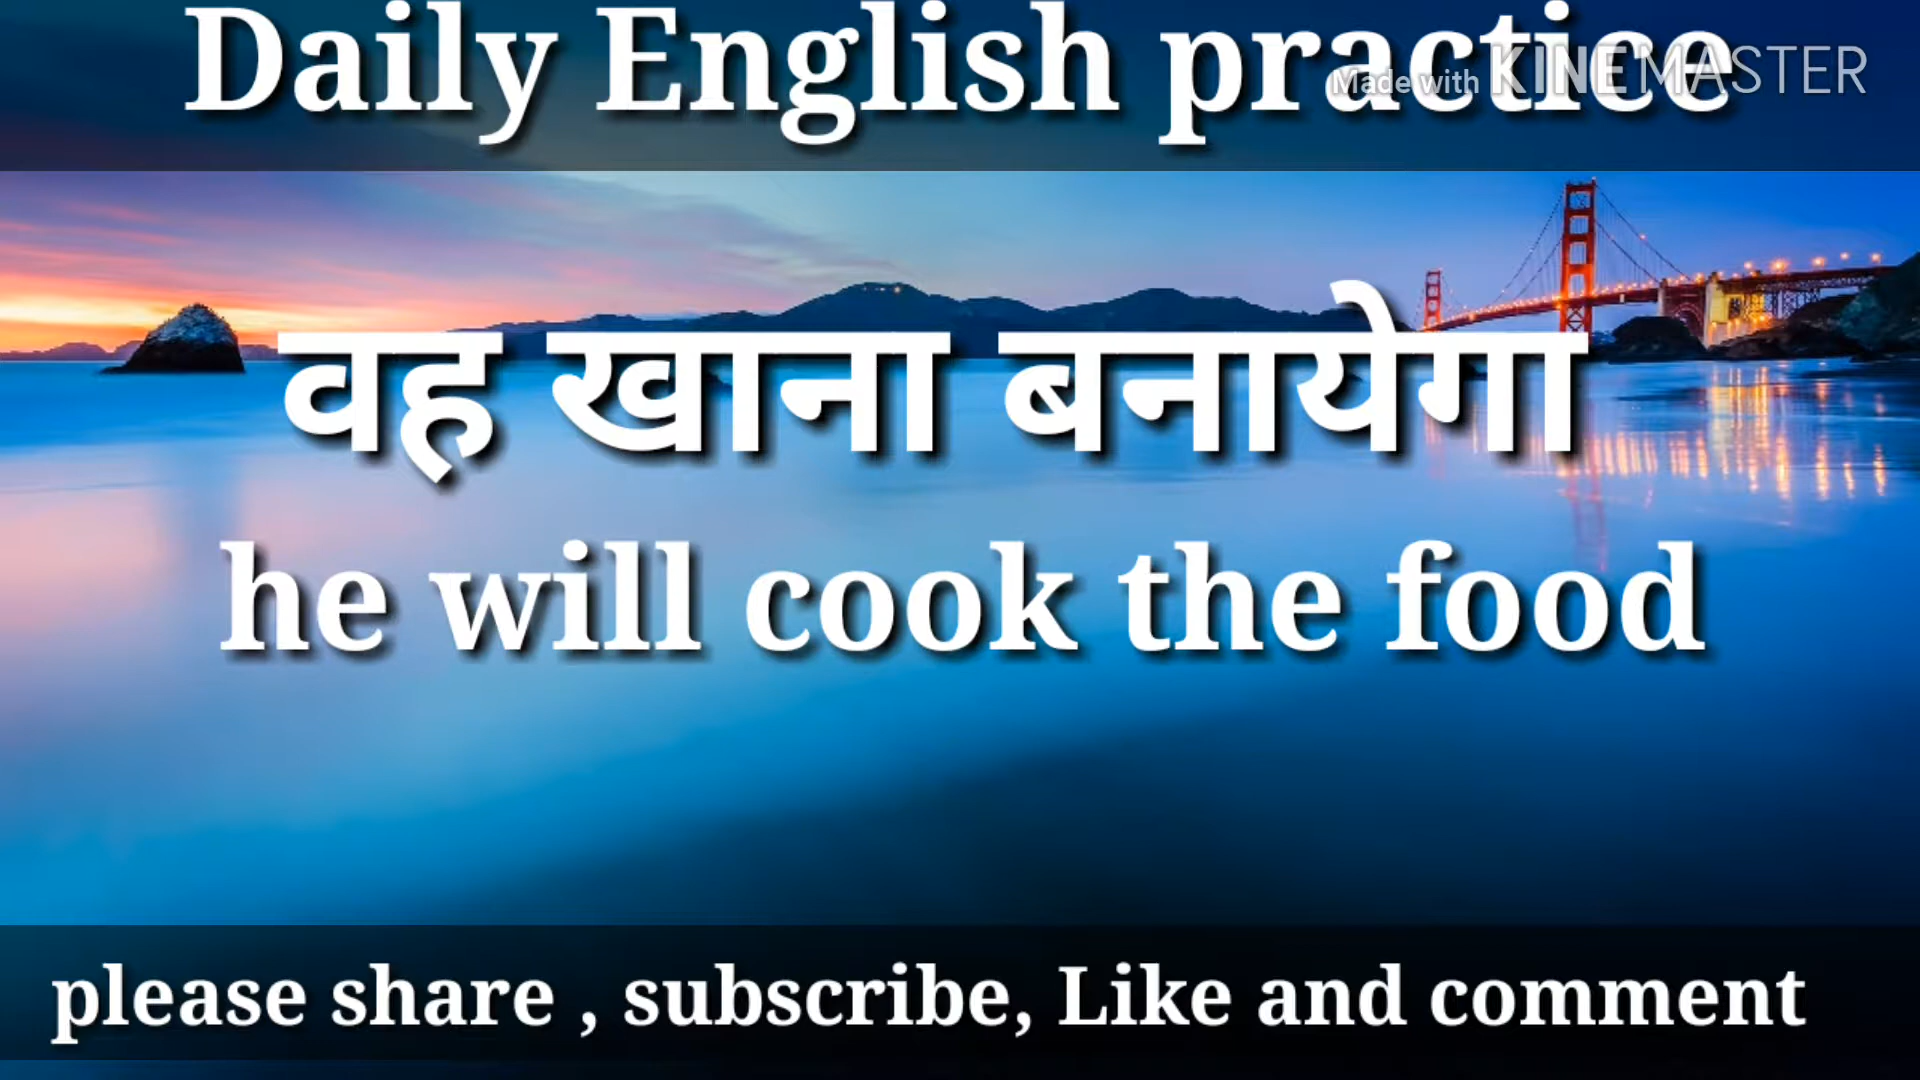 Daily English practice
Made with KINEMASTER
वह खाना बनायेगा
he will cook the food
please share , subscribe, Like and comment